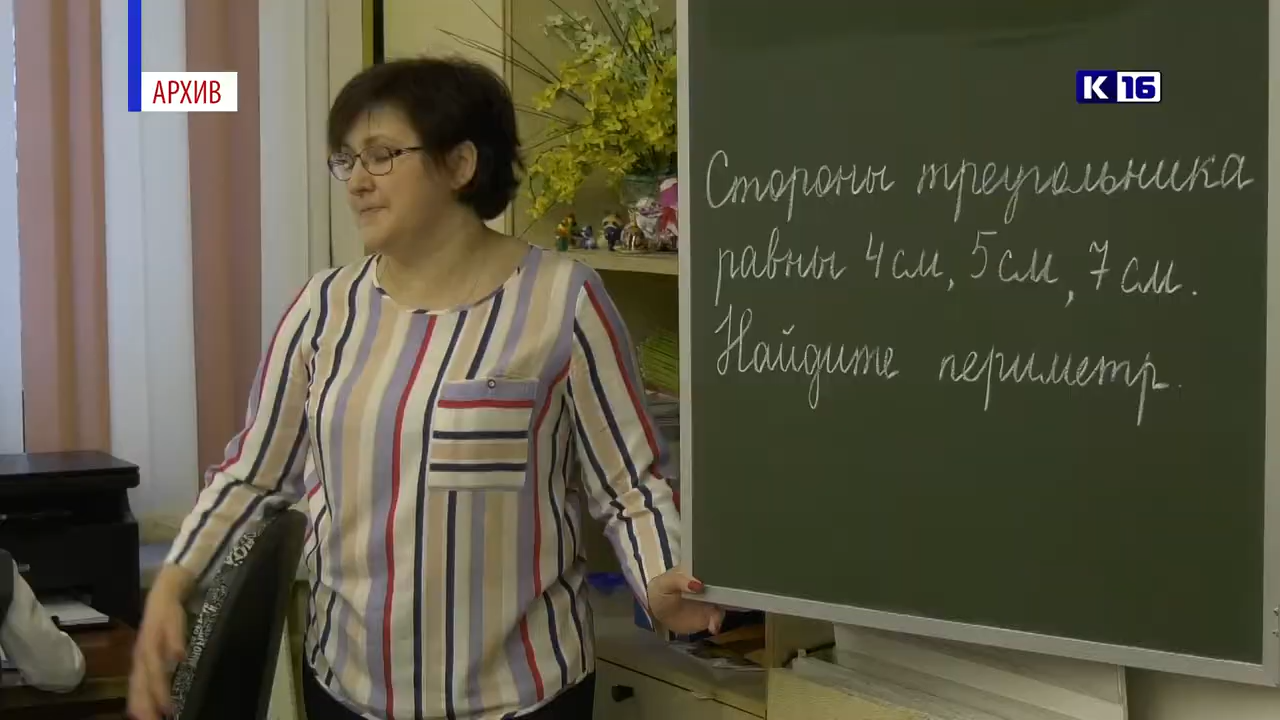 АРХИВ
К 16
Стороны треугольника
равны 4 см, 5 см, 7 см.
Найдите периметр.